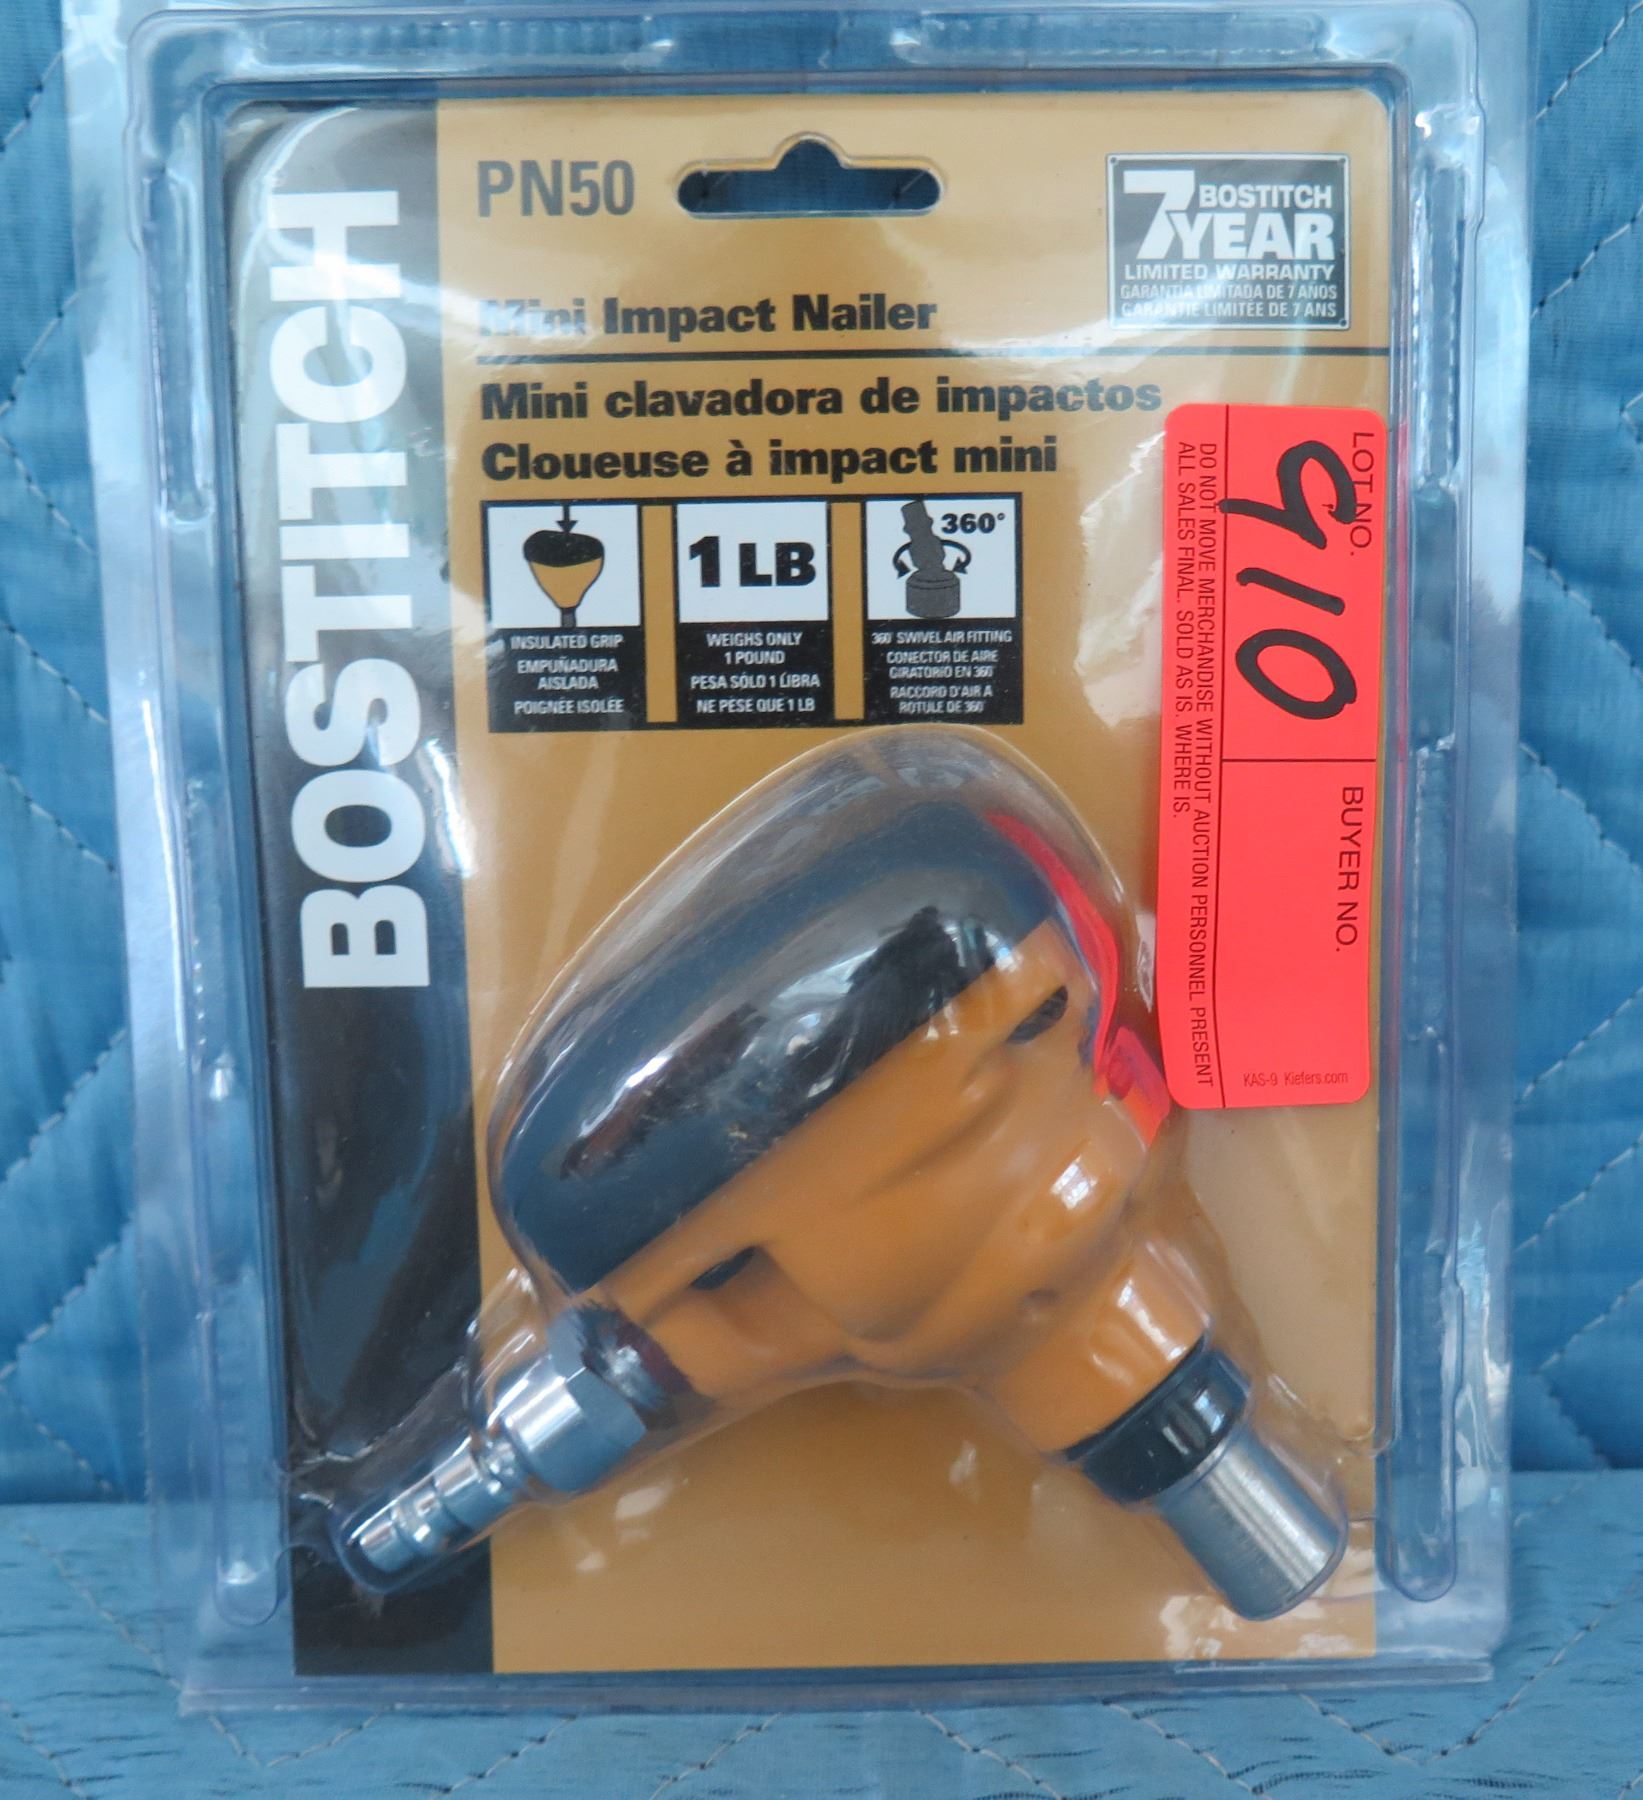 BOSTITCH
PN50
7 YEAR
BOSTITCH
LIMITED WARRANTY
GARANTIA LIMITADA DE 7 AÑOS
GARANTIE LIMITÉE DE 7 ANS
Mini Impact Nailer
Mini clavadora de impactos
Cloueuse à impact mini
INSULATED GRIP
EMPUÑADURA
AISLADA
POIGNÉE ISOLÉE
1 LB
WEIGHS ONLY
1 POUND
PESA SÓLO 1 LIBRA
NE PÈSE QUE 1 LB
360°
360° SWIVEL AIR FITTING
CONECTOR DE AIRE
GIRATORIO EN 360°
RACCORD D'AIR A
ROTULE DE 360°
LOT NO.
910
BUYER NO.
DO NOT MOVE MERCHANDISE WITHOUT AUCTION PERSONNEL PRESENT
ALL SALES FINAL. SOLD AS IS. WHERE IS.
KAS-9 Kiefers.com